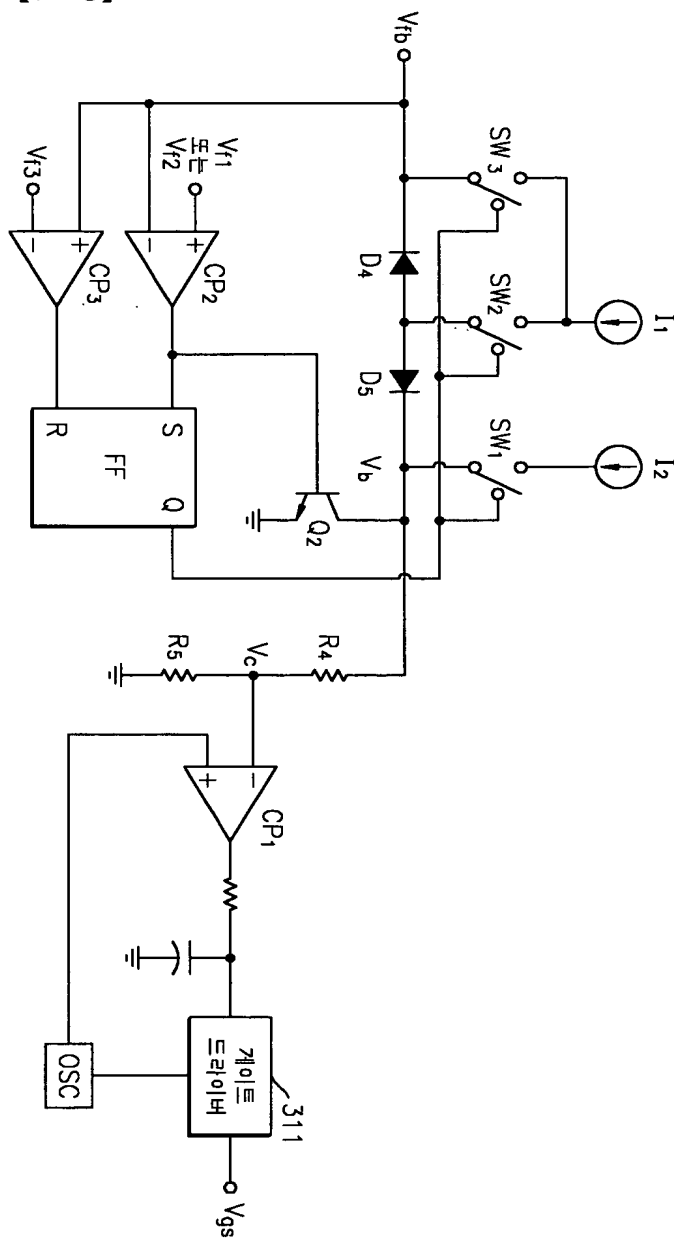 Vfb
SW3
SW2
SW1
I1
I2
D4
D5
Vb
Vf1
또는
Vf2
Vf3
CP2
CP3
R
S
FF
Q
Q2
R5
Vc
R4
CP1
OSC
게이트
드라이버
311
Vgs